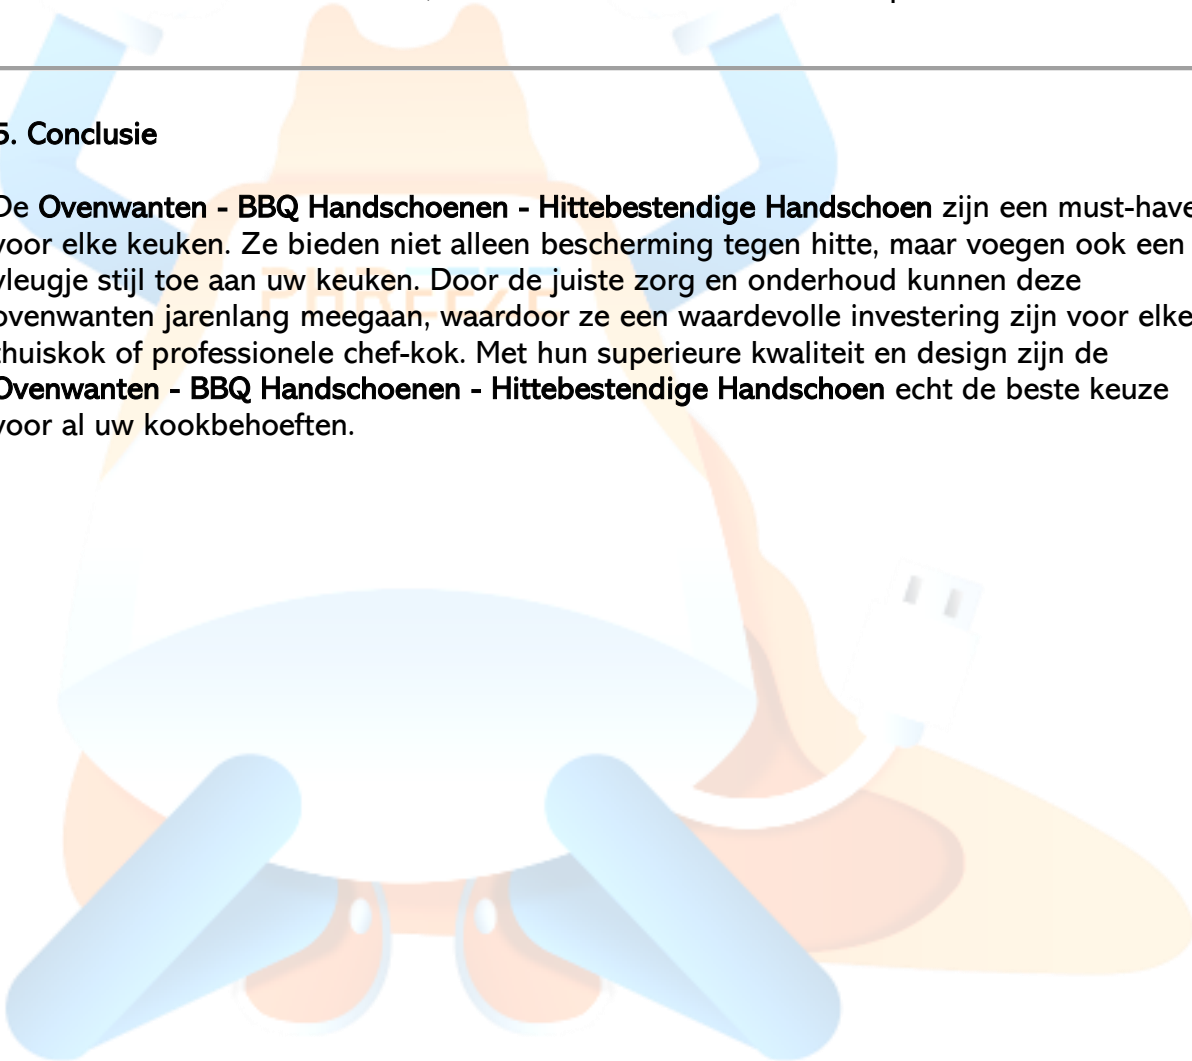 5. Conclusie
De Ovenwanten - BBQ Handschoenen - Hittebestendige Handschoen zijn een must-have
voor elke keuken. Ze bieden niet alleen bescherming tegen hitte, maar voegen ook een
vleugje stijl toe aan uw keuken. Door de juiste zorg en onderhoud kunnen deze
ovenwanten jarenlang meegaan, waardoor ze een waardevolle investering zijn voor elke
thuiskok of professionele chef-kok. Met hun superieure kwaliteit en design zijn de
Ovenwanten - BBQ Handschoenen - Hittebestendige Handschoen echt de beste keuze
voor al uw kookbehoeften.
PHREEZE